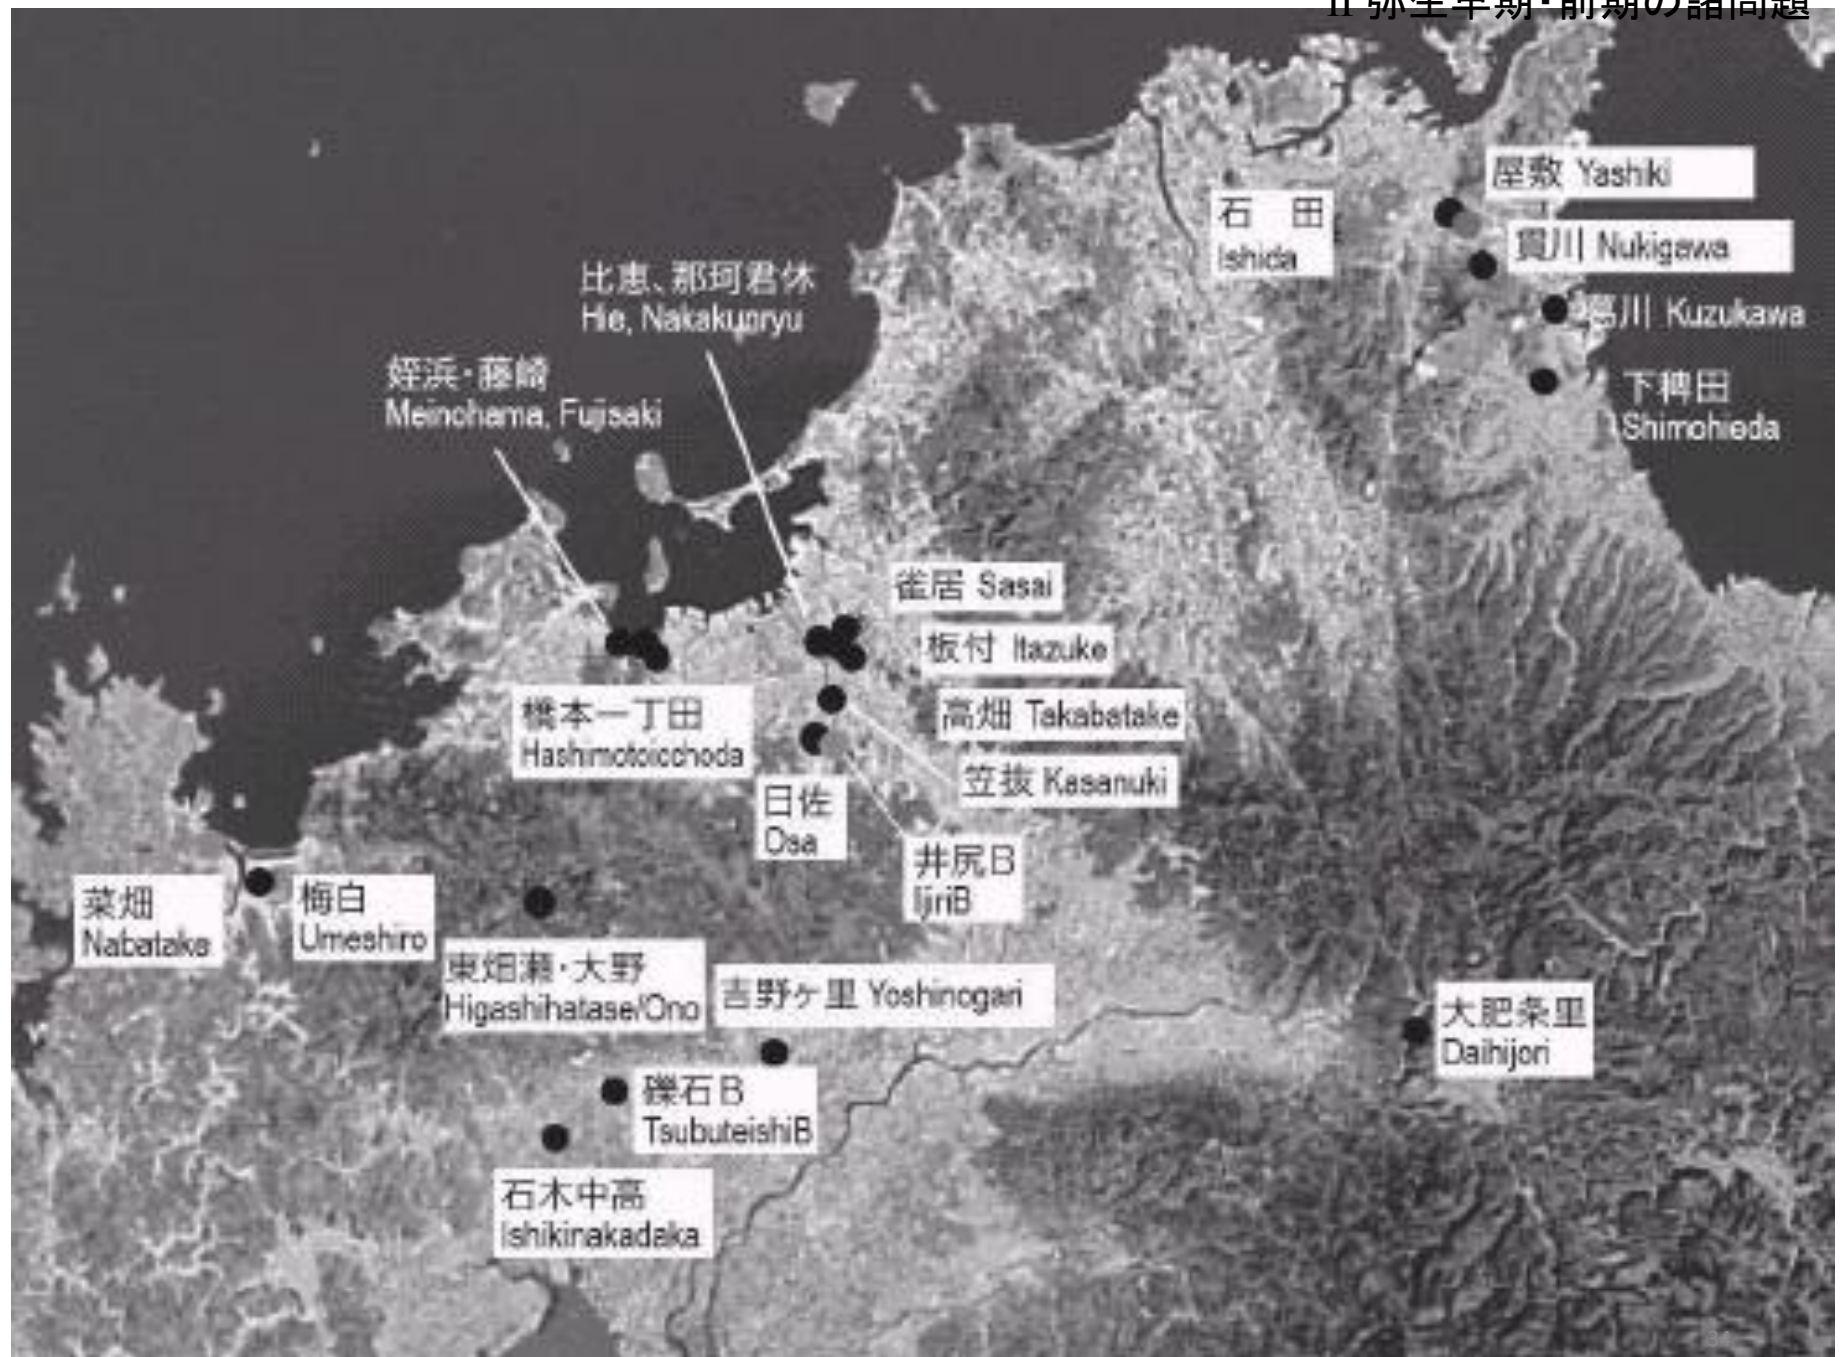 II 弥生早期・前期の諸問題
屋敷 Yashiki
貫川 Nukigawa
石 田
Ishida
葛川 Kuzukawa
比恵、那珂君休
Hie, Nakakunryu
下稗田
Shimohieda
姪浜・藤崎
Meinohama, Fujisaki
雀居 Sasai
板付 Itazuke
高畑 Takabatake
橋本一丁田
Hashimotoicchoda
笠抜 Kasanuki
日佐
Osa
井尻B
IjiriB
菜畑
Nabatake
梅白
Umeshiro
東畑瀬・大野
Higashihatase/Ono
吉野ヶ里 Yoshinogari
大肥条里
Daihijori
礫石B
TsubuteishiB
石木中高
Ishikinakadaka